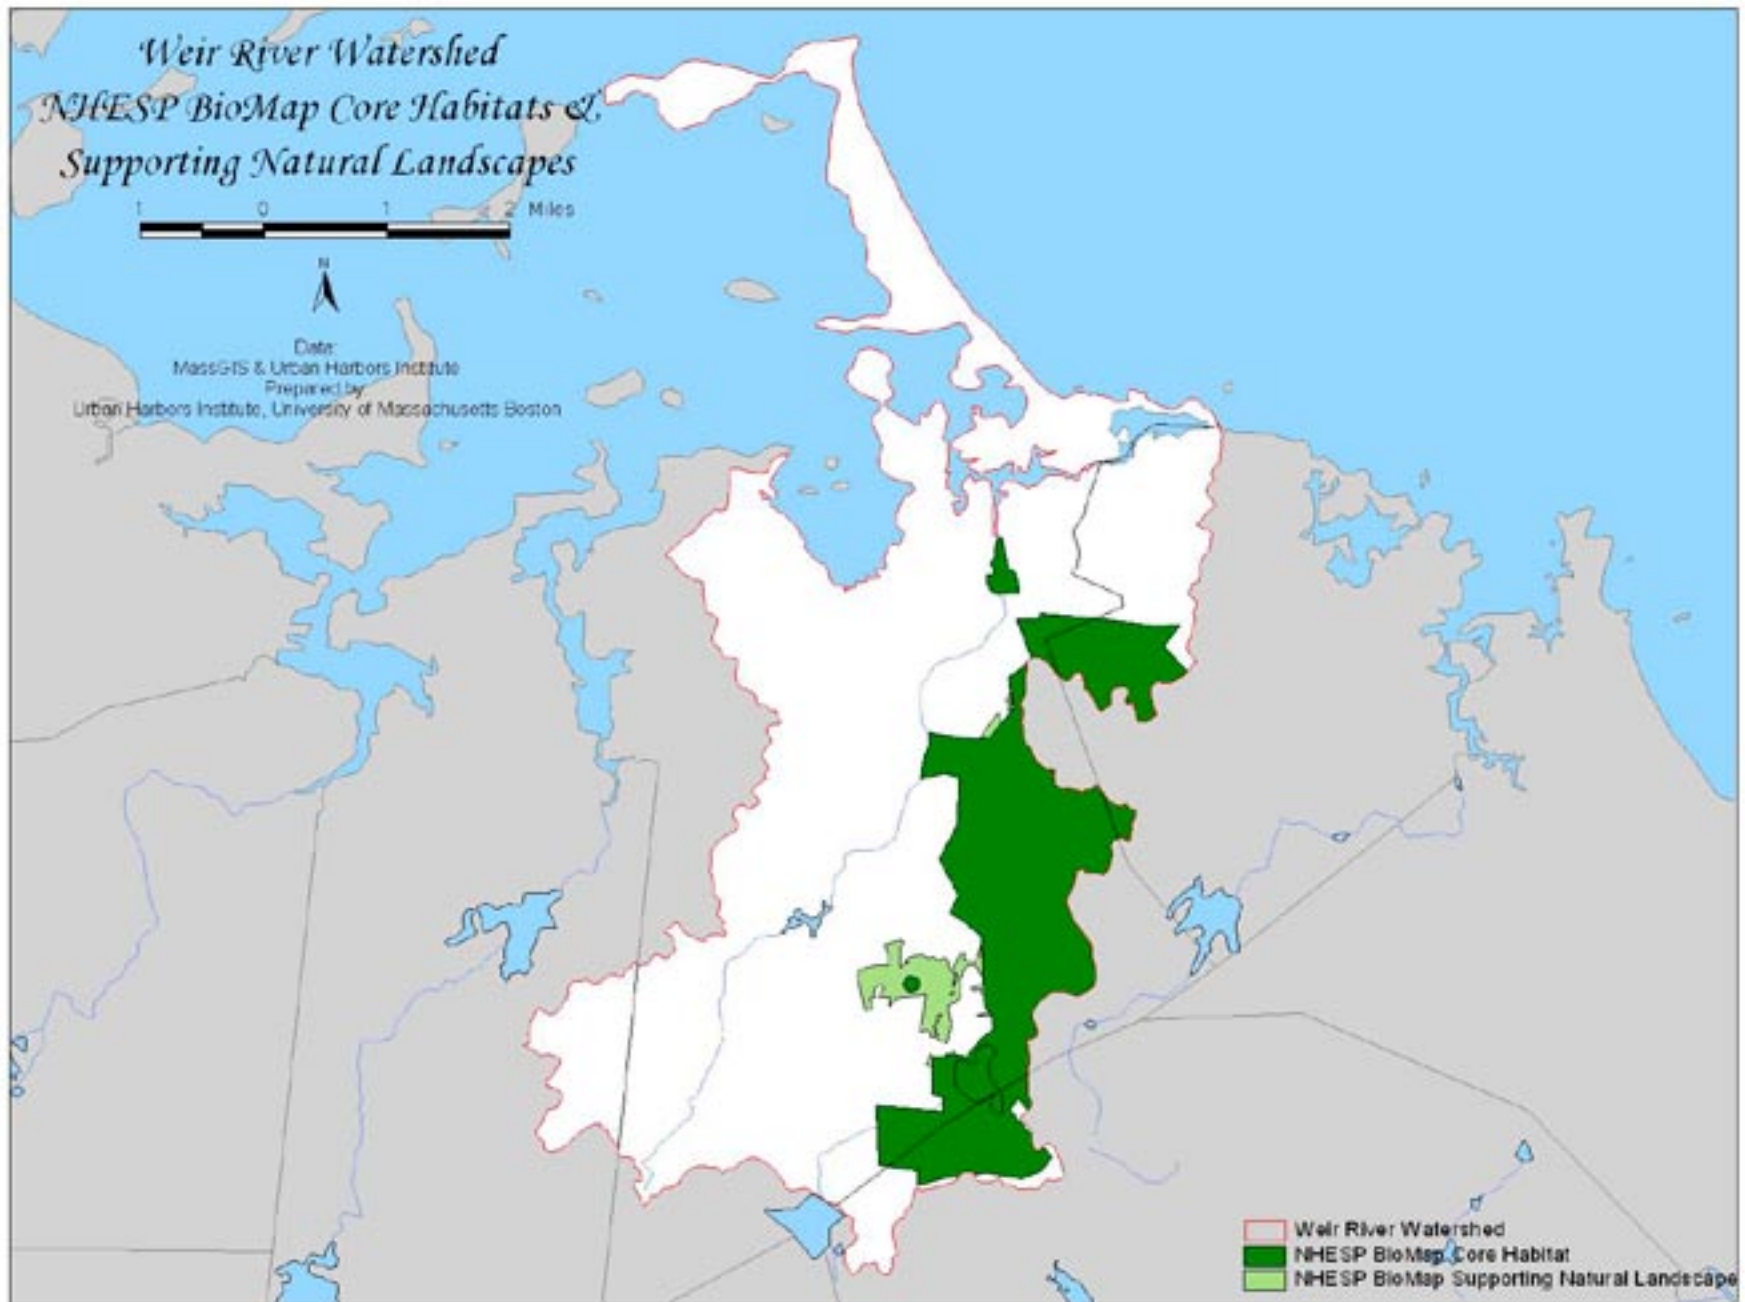 Weir River Watershed
NHESP BioMap Core Habitats &
Supporting Natural Landscapes
1 0 1 2 Miles
N
Data:
MassGIS & Urban Harbors Institute
Prepared by:
Urban Harbors Institute, University of Massachusetts Boston
Weir River Watershed
NHESP BioMap Core Habitat
NHESP BioMap Supporting Natural Landscape